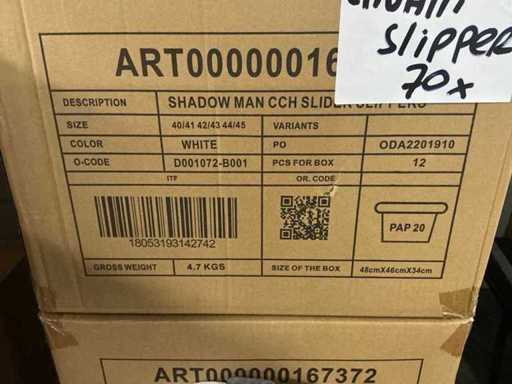 Slipper
70x
ART00000016
DESCRIPTION SHADOW MAN CCH SLIDER SLIPPERS
SIZE 40/41 42/43 44/45 VARIANTS
COLOR WHITE PO ODA2201910
O-CODE D001072-B001 PCS FOR BOX 12
ITF QR. CODE
18053193142742
PAP 20
GROSS WEIGHT 4.7 KGS SIZE OF THE BOX 48cmX46cmX34cm
ART000000167372